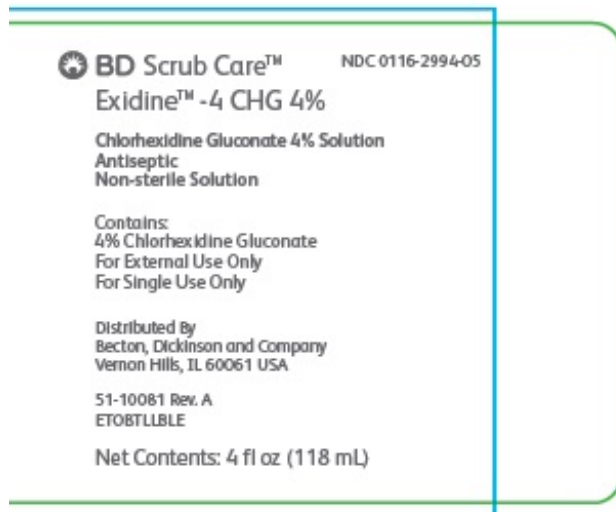 BD Scrub Care™ NDC 0116-2994-05
Exidine™ -4 CHG 4%
Chlorhexidine Gluconate 4% Solution
Antiseptic
Non-sterile Solution
Contains:
4% Chlorhexidine Gluconate
For External Use Only
For Single Use Only
Distributed By
Becton, Dickinson and Company
Vernon Hills, IL 60061 USA
51-10081 Rev. A
ETOBTLLBLE
Net Contents: 4 fl oz (118 mL)